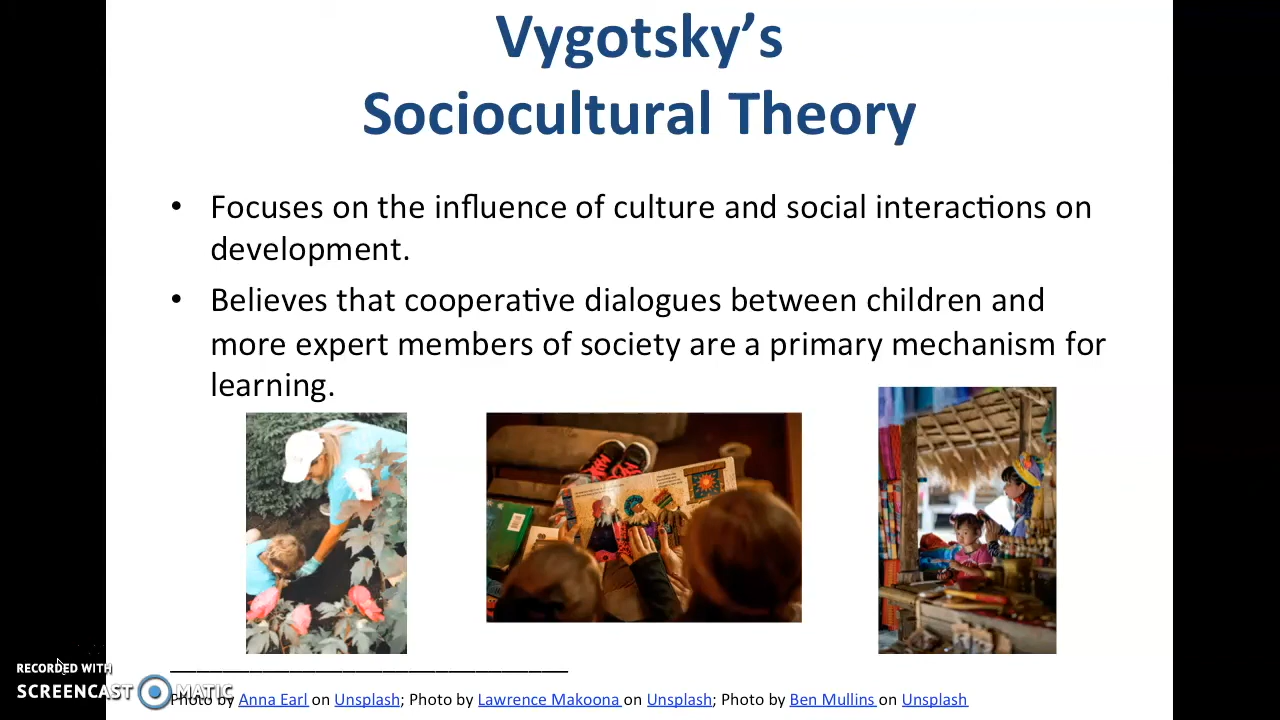 Vygotsky's
Sociocultural Theory
• Focuses on the influence of culture and social interactions on
development.
• Believes that cooperative dialogues between children and
more expert members of society are a primary mechanism for
learning.
RECORDED WITH
SCREENCAST MATIC
Photo by Anna Earl on Unsplash; Photo by Lawrence Makoona on Unsplash; Photo by Ben Mullins on Unsplash